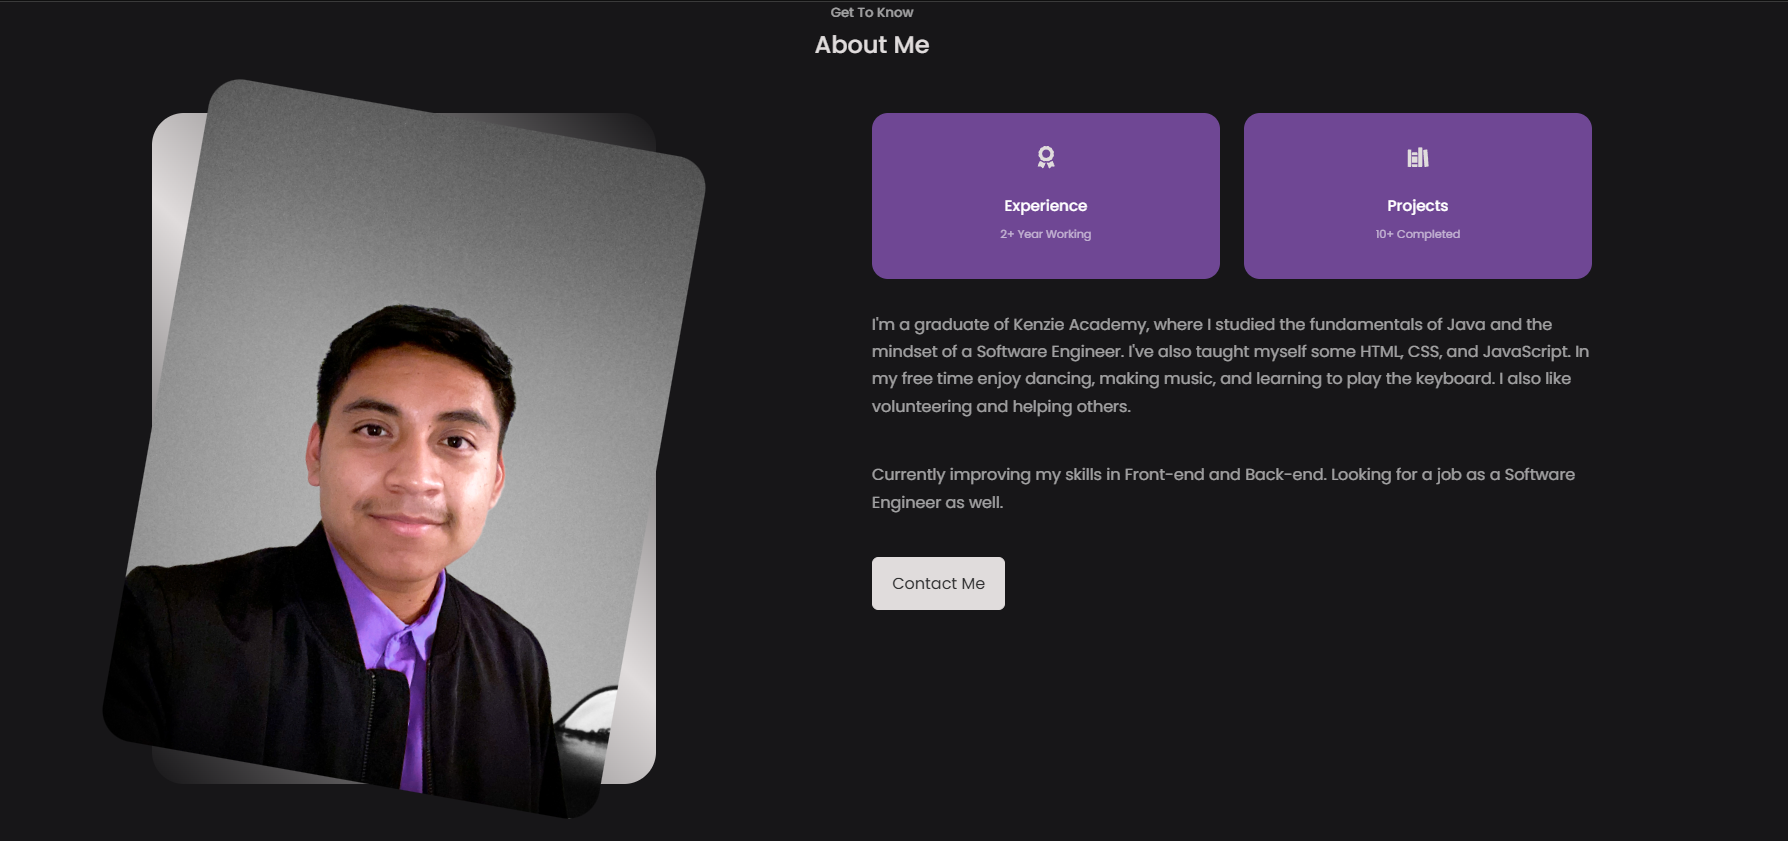 Get To Know
About Me
Experience
2+ Year Working
Projects
10+ Completed
I'm a graduate of Kenzie Academy, where I studied the fundamentals of Java and the
mindset of a Software Engineer. I've also taught myself some HTML, CSS, and JavaScript. In
my free time enjoy dancing, making music, and learning to play the keyboard. I also like
volunteering and helping others.
Currently improving my skills in Front-end and Back-end. Looking for a job as a Software
Engineer as well.
Contact Me